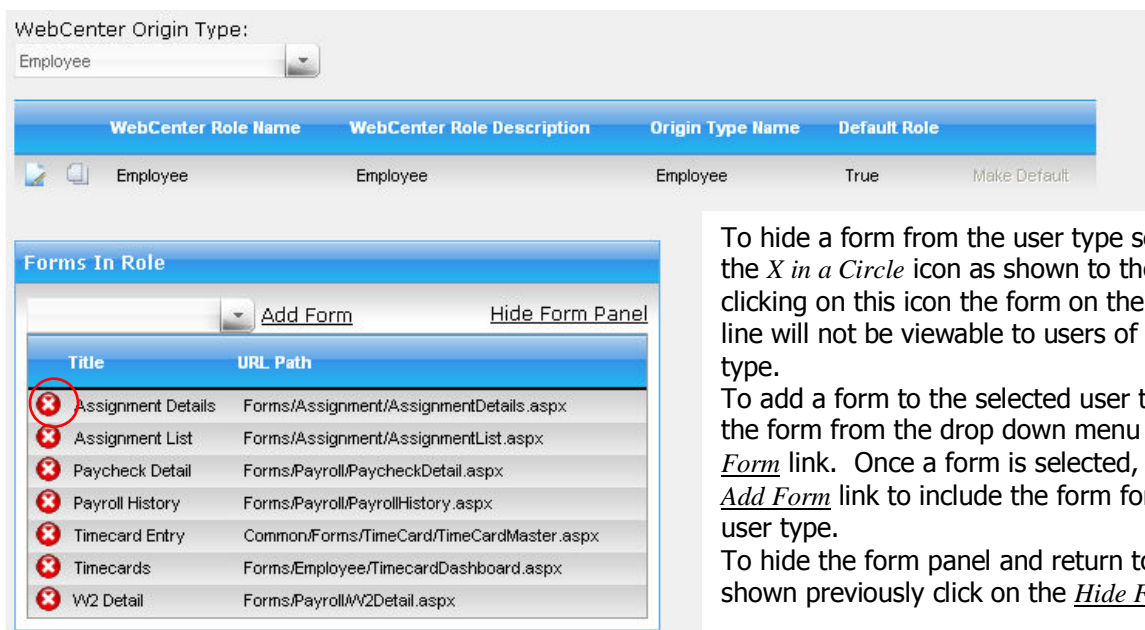 WebCenter Origin Type:
Employee
WebCenter Role Name WebCenter Role Description Origin Type Name Default Role
Employee Employee Employee True Make Default
Forms In Role
Add Form Hide Form Panel
Title URL Path
Assignment Details Forms/Assignment/AssignmentDetails.aspx
Assignment List Forms/Assignment/AssignmentList.aspx
Paycheck Detail Forms/Payroll/PaycheckDetail.aspx
Payroll History Forms/Payroll/PayrollHistory.aspx
Timecard Entry Common/Forms/TimeCard/TimeCardMaster.aspx
Timecards Forms/Employee/TimecardDashboard.aspx
W2 Detail Forms/Payroll/W2Detail.aspx
To hide a form from the user type
the X in a Circle icon as shown to
clicking on this icon the form on the
line will not be viewable to users of
type.
To add a form to the selected user
the form from the drop down menu
Form link. Once a form is selected,
Add Form link to include the form
user type.
To hide the form panel and return
shown previously click on the Hide